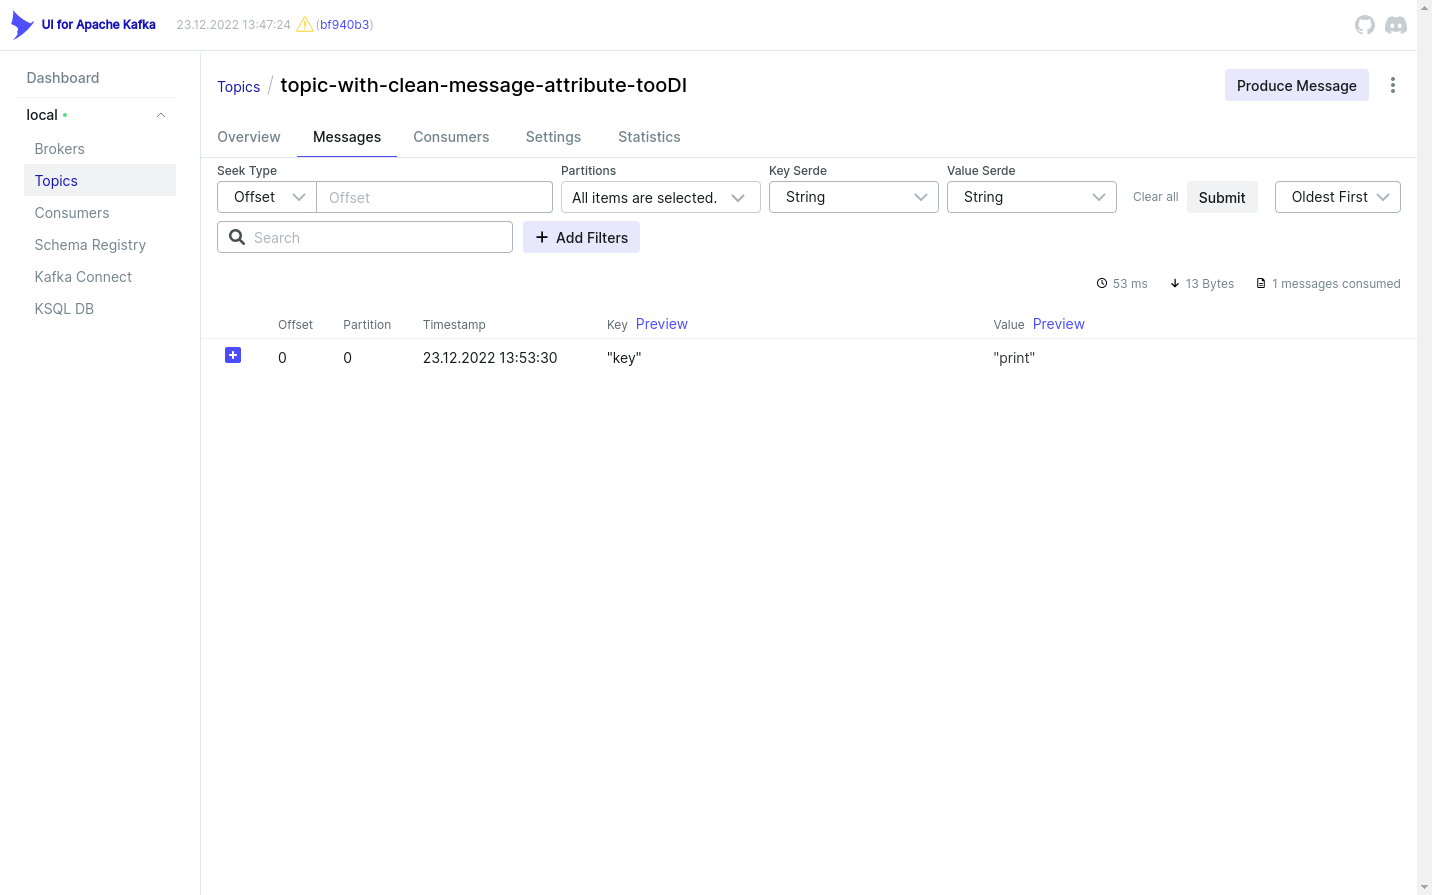 UI for Apache Kafka 23.12.2022 13:47:24 (bf940b3)
Dashboard
local
Brokers
Topics
Consumers
Schema Registry
Kafka Connect
KSQL DB
Topics / topic-with-clean-message-attribute-tooDI Produce Message
Overview Messages Consumers Settings Statistics
Seek Type Partitions Key Serde Value Serde
Offset Offset All items are selected. String String Clear all Submit Oldest First
Search Add Filters
53 ms 13 Bytes 1 messages consumed
Offset Partition Timestamp Key Preview Value Preview
0 0 23.12.2022 13:53:30 "key" "print"